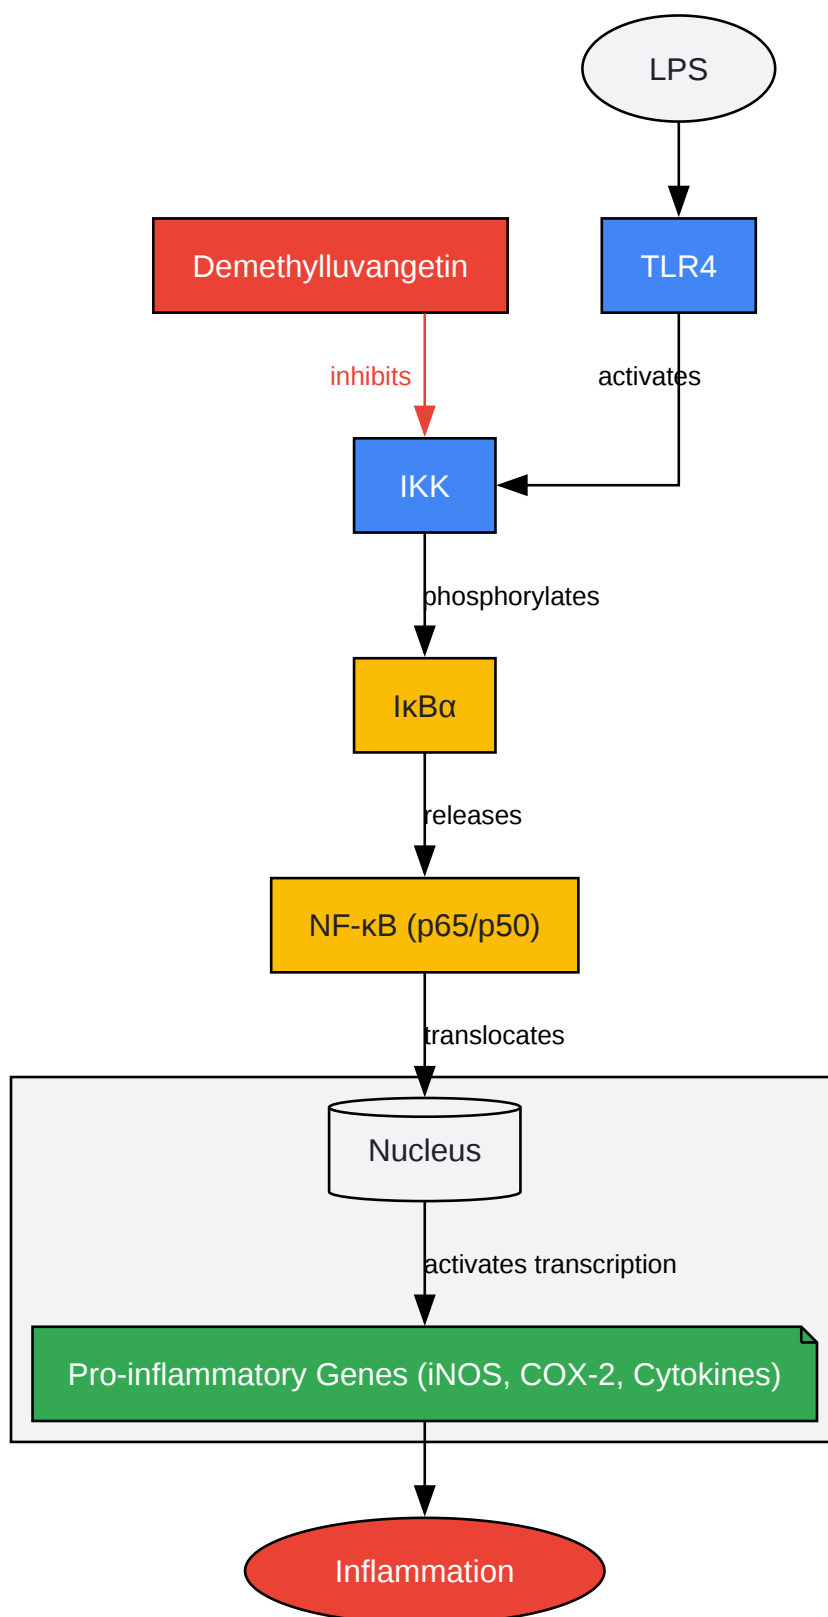 LPS
Demethylluvangetin
TLR4
inhibits
activates
IKK
phosphorylates
IκBα
releases
NF-κB (p65/p50)
translocates
Nucleus
activates transcription
Pro-inflammatory Genes (iNOS, COX-2, Cytokines)
Inflammation